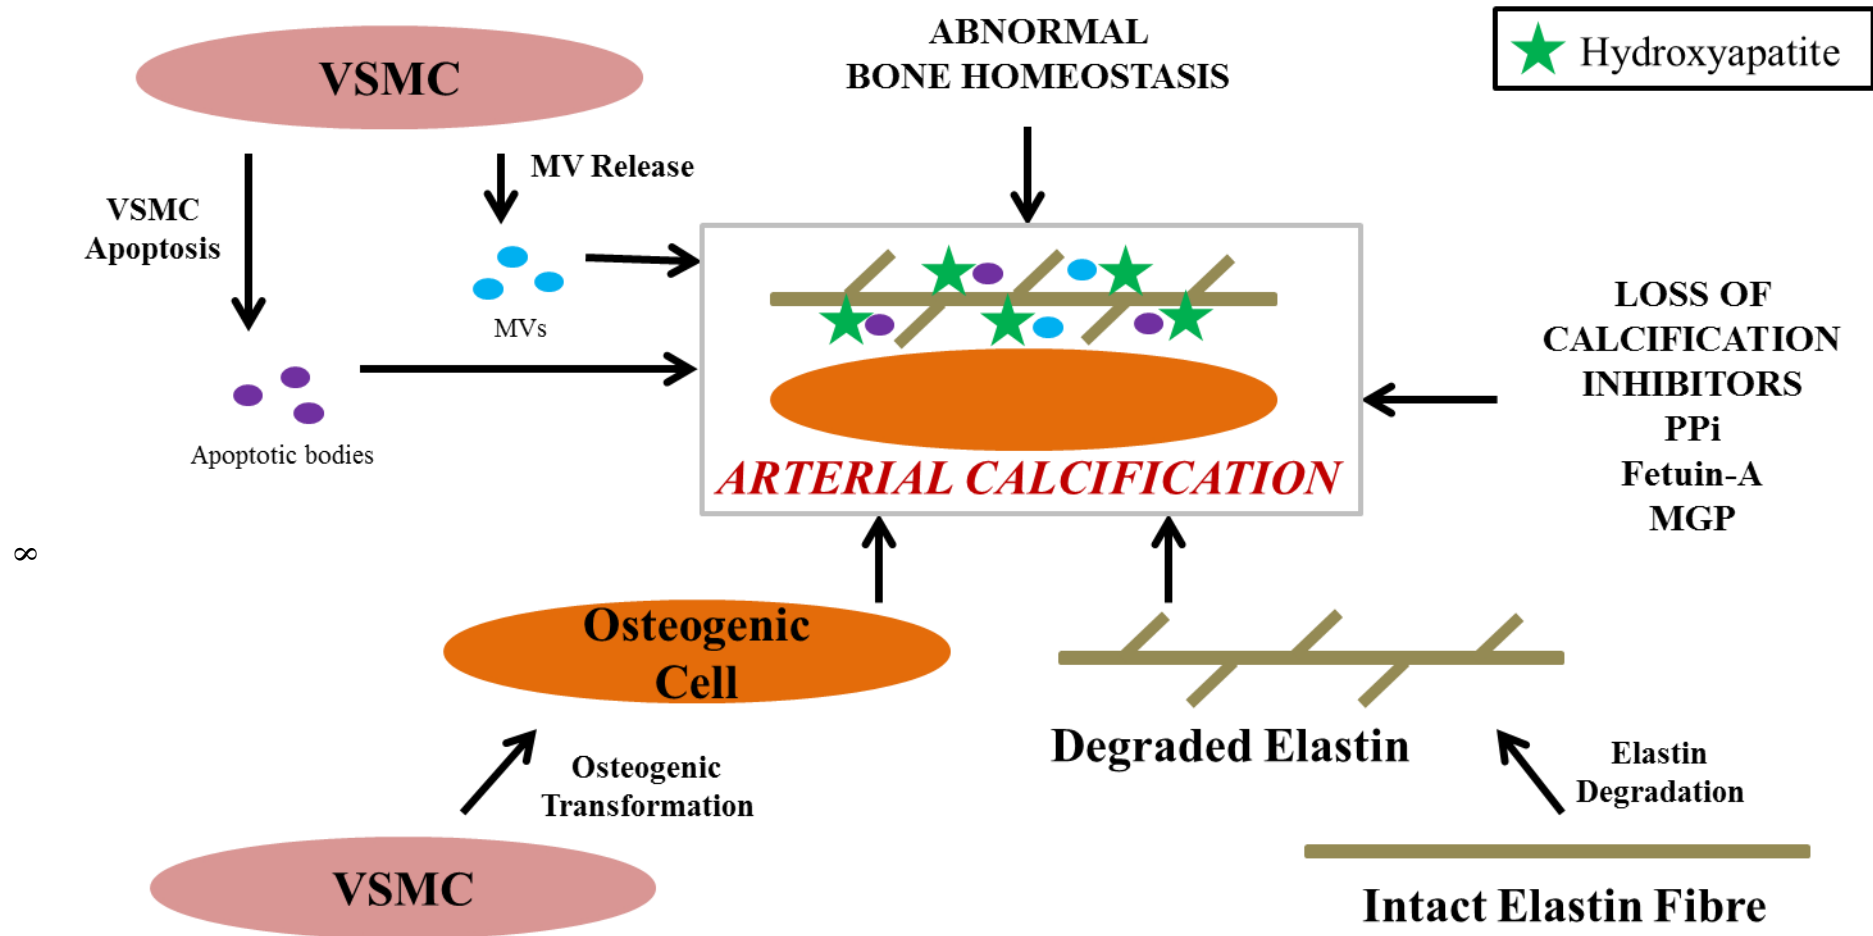 VSMC
ABNORMAL
BONE HOMEOSTASIS
Hydroxyapatite
MV Release
VSMC
Apoptosis
MVs
Apoptotic bodies
LOSS OF
CALCIFICATION
INHIBITORS
PPi
Fetuin-A
MGP
ARTERIAL CALCIFICATION
8
Osteogenic
Cell
Degraded Elastin
Osteogenic
Transformation
Elastin
Degradation
VSMC
Intact Elastin Fibre